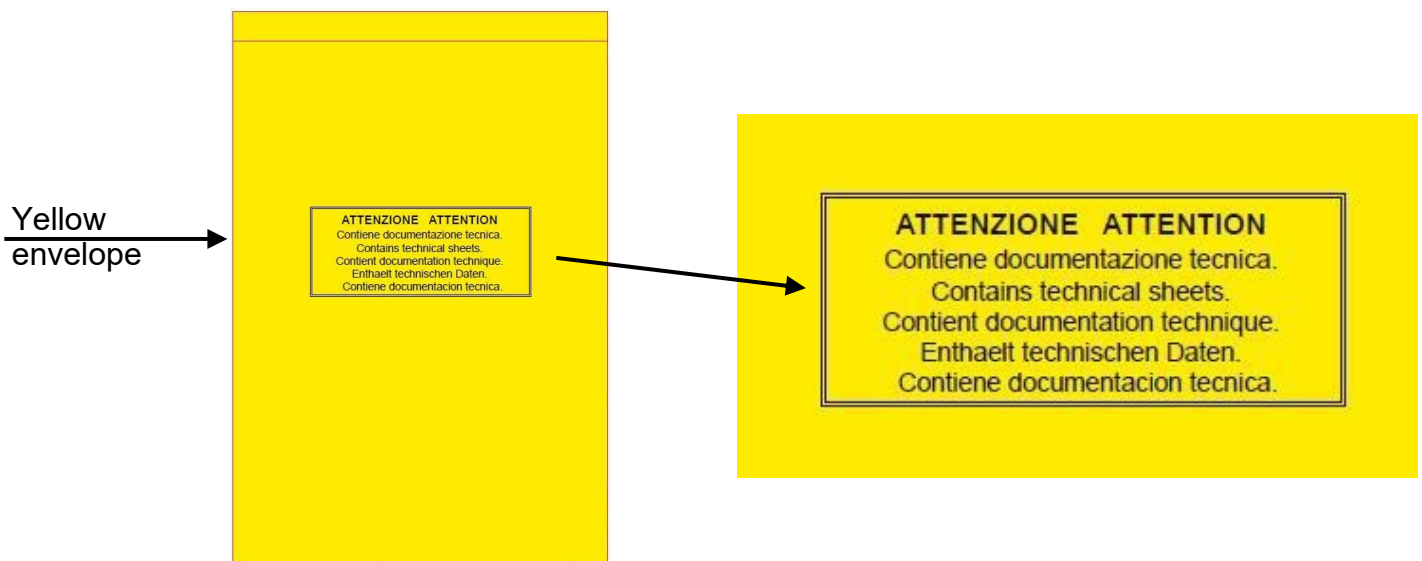 Yellow
envelope
ATTENZIONE   ATTENTION
Contiene documentazione tecnica.
Contains technical sheets.
Contient documentation technique.
Enthaelt technischen Daten.
Contiene documentacion tecnica.
ATTENZIONE   ATTENTION
Contiene documentazione tecnica.
Contains technical sheets.
Contient documentation technique.
Enthaelt technischen Daten.
Contiene documentacion tecnica.